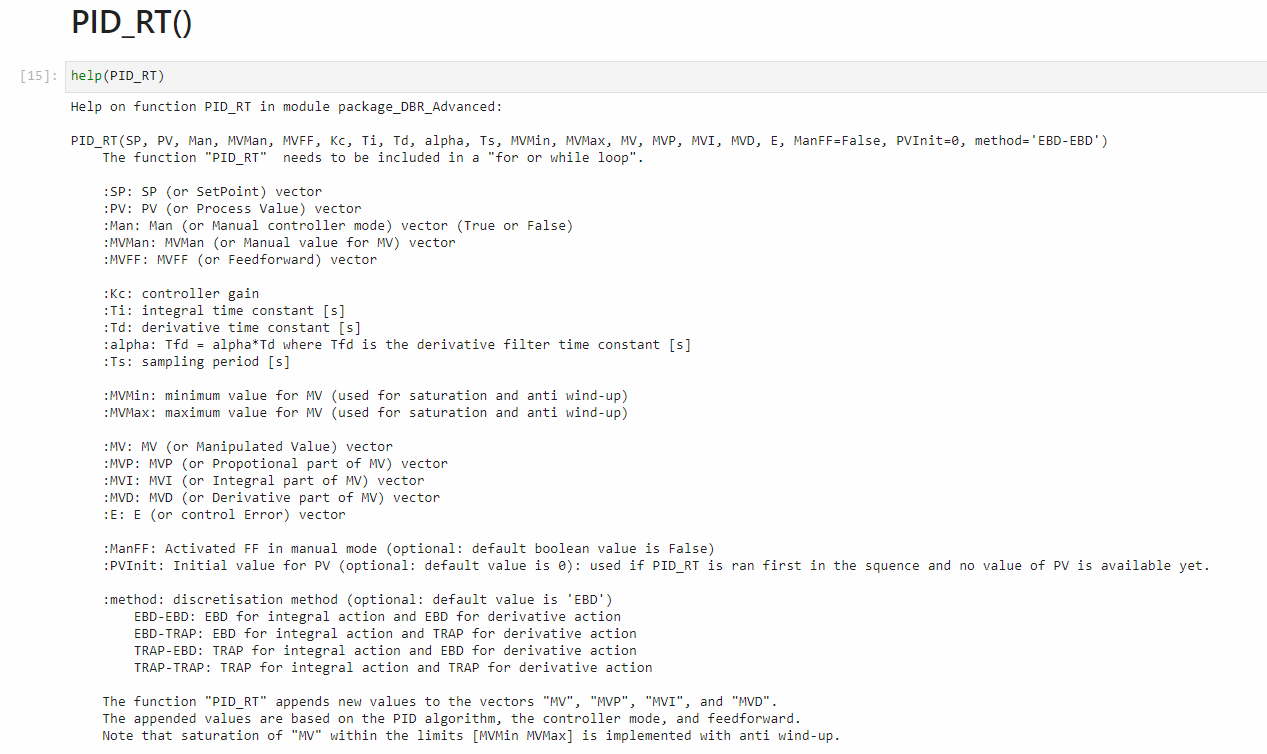 PID_RT()
[15]: help(PID_RT)
Help on function PID_RT in module package_DBR_Advanced:
PID_RT(SP, PV, Man, MVMan, MVFF, Kc, Ti, Td, alpha, Ts, MVMin, MVMax, MV, MVP, MVI, MVD, E, ManFF=False, PVInit=0, method='EBD-EBD')
The function "PID_RT"  needs to be included in a "for or while loop".
:SP: SP (or SetPoint) vector
:PV: PV (or Process Value) vector
:Man: Man (or Manual controller mode) vector (True or False)
:MVMan: MVMan (or Manual value for MV) vector
:MVFF: MVFF (or Feedforward) vector
:Kc: controller gain
:Ti: integral time constant [s]
:Td: derivative time constant [s]
:alpha: Tfd = alpha*Td where Tfd is the derivative filter time constant [s]
:Ts: sampling period [s]
:MVMin: minimum value for MV (used for saturation and anti wind-up)
:MVMax: maximum value for MV (used for saturation and anti wind-up)
:MV: MV (or Manipulated Value) vector
:MVP: MVP (or Propotional part of MV) vector
:MVI: MVI (or Integral part of MV) vector
:MVD: MVD (or Derivative part of MV) vector
:E: E (or control Error) vector
:ManFF: Activated FF in manual mode (optional: default boolean value is False)
:PVInit: Initial value for PV (optional: default value is 0): used if PID_RT is ran first in the squence and no value of PV is available yet.
:method: discretisation method (optional: default value is 'EBD')
EBD-EBD: EBD for integral action and EBD for derivative action
EBD-TRAP: EBD for integral action and TRAP for derivative action
TRAP-EBD: TRAP for integral action and EBD for derivative action
TRAP-TRAP: TRAP for integral action and TRAP for derivative action
The function "PID_RT" appends new values to the vectors "MV", "MVP", "MVI", and "MVD".
The appended values are based on the PID algorithm, the controller mode, and feedforward.
Note that saturation of "MV" within the limits [MVMin MVMax] is implemented with anti wind-up.